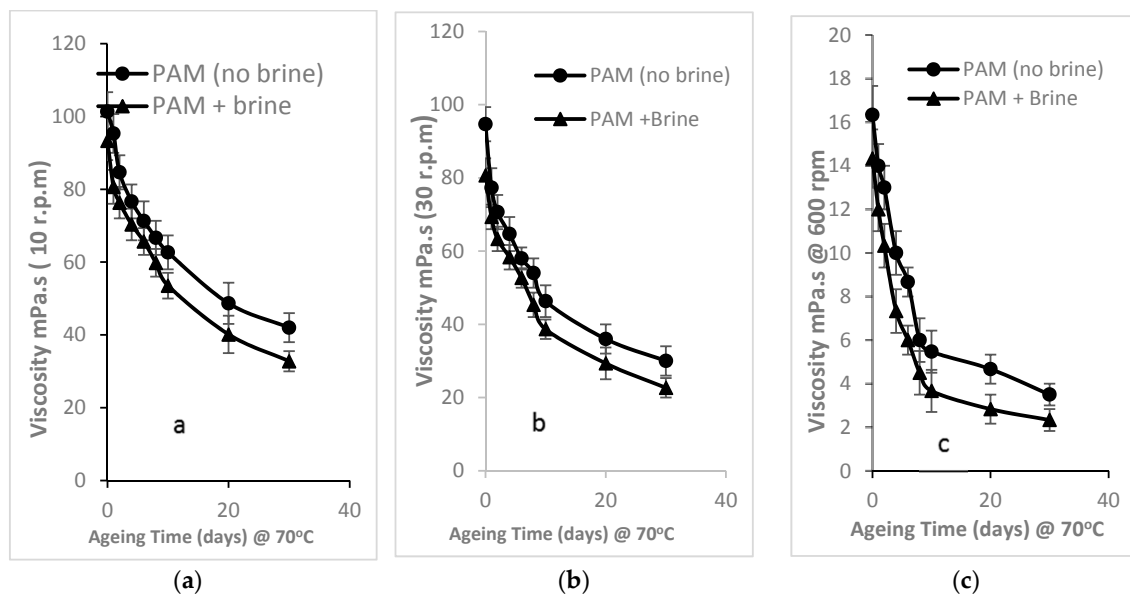 120
100
80
60
40
20
0
Viscosity mPa.s ( 10 r.p.m)
PAM (no brine)
PAM + brine
a
0 20 40
Ageing Time (days) @ 70°C
(a)
120
100
80
60
40
20
0
Viscosity mPa.s (30 r.p.m)
PAM (no brine)
PAM +Brine
b
0 20 40
Ageing Time (days) @ 70°C
(b)
20
18
16
14
12
10
8
6
4
2
0
Viscosity mPa.s @ 600 rpm
PAM (no brine)
PAM + Brine
c
0 20 40
Ageing Time (days) @ 70°C
(c)